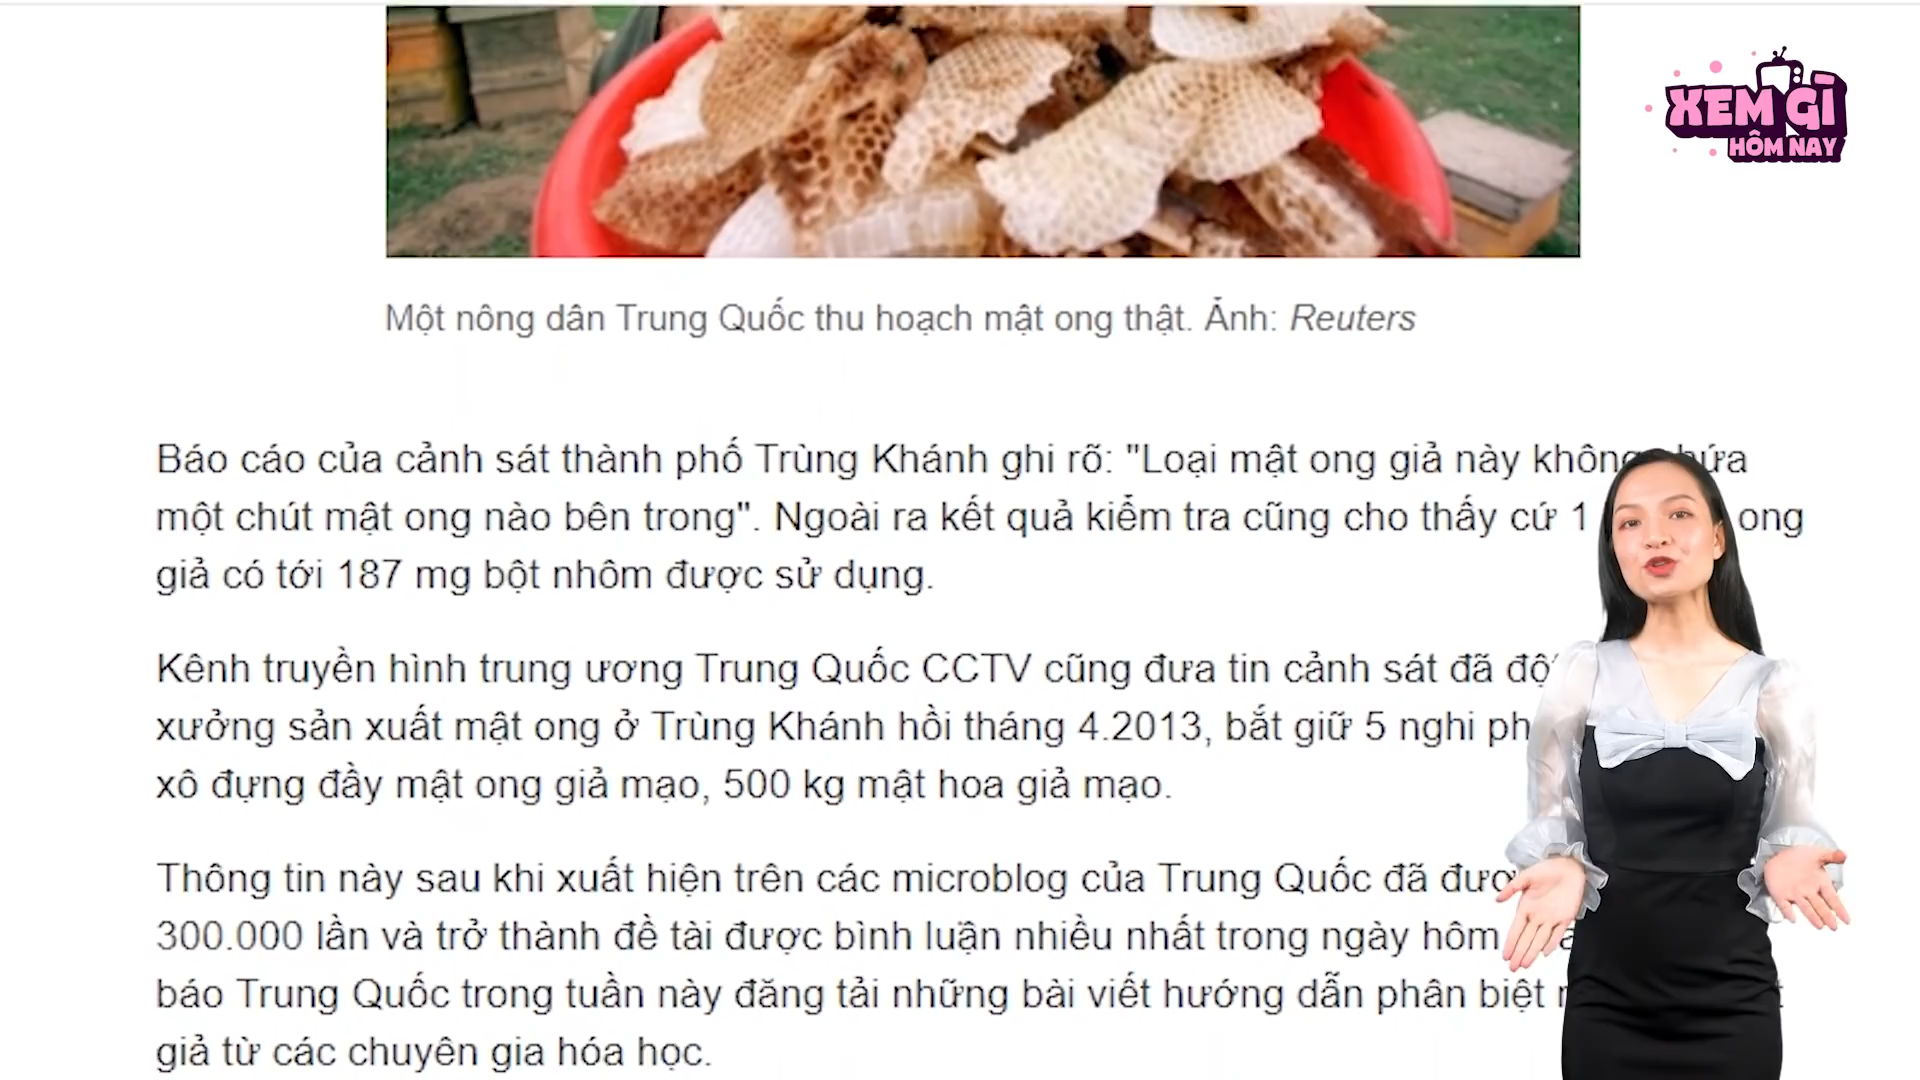 XEM GÌ
HÔM NAY
Một nông dân Trung Quốc thu hoạch mật ong thật. Ảnh: Reuters
Báo cáo của cảnh sát thành phố Trùng Khánh ghi rõ: "Loại mật ong giả này
một chút mật ong nào bên trong". Ngoài ra kết quả kiểm tra cũng cho thấy cứ 1 ong
giả có tới 187 mg bột nhôm được sử dụng.
Kênh truyền hình trung ương Trung Quốc CCTV cũng đưa tin cảnh sát đã
xưởng sản xuất mật ong ở Trùng Khánh hồi tháng 4.2013, bắt giữ 5 nghi
xô đựng đầy mật ong giả mạo, 500 kg mật hoa giả mạo.
Thông tin này sau khi xuất hiện trên các microblog của Trung Quốc đã
300.000 lần và trở thành đề tài được bình luận nhiều nhất trong ngày hôm
báo Trung Quốc trong tuần này đăng tải những bài viết hướng dẫn phân biệt
giả từ các chuyên gia hóa học.